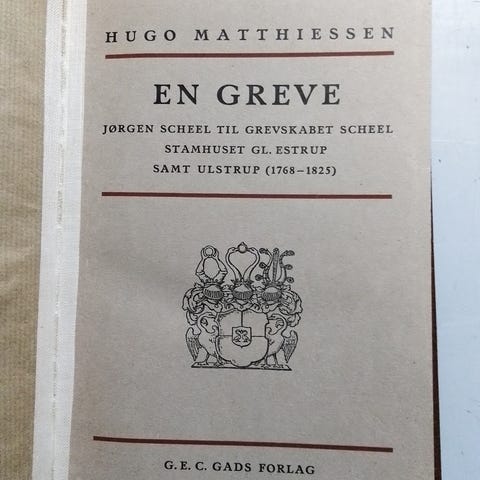 HUGO MATTHIESSEN
EN GREVE
JØRGEN SCHEEL TIL GREVSKABET SCHEEL
STAMHUSET GL. ESTRUP
SAMT ULSTRUP (1768–1825)
G. E. C. GADS FORLAG